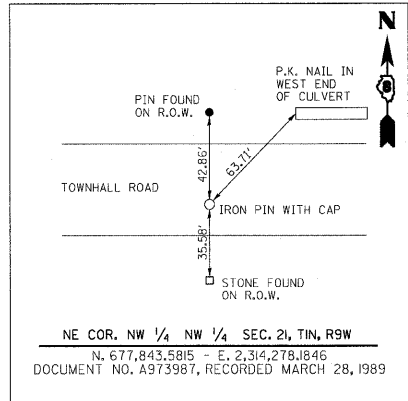 N
P.K. NAIL IN
WEST END
OF CULVERT
PIN FOUND
ON R.O.W.
8
42.86'
63.71'
TOWNHALL ROAD
IRON PIN WITH CAP
35.58'
STONE FOUND
ON R.O.W.
NE COR. NW 1/4 NW 1/4 SEC. 21, T1N, R9W
N. 677,843.5815 - E. 2,314,278.1846
DOCUMENT NO. A973987, RECORDED MARCH 28, 1989